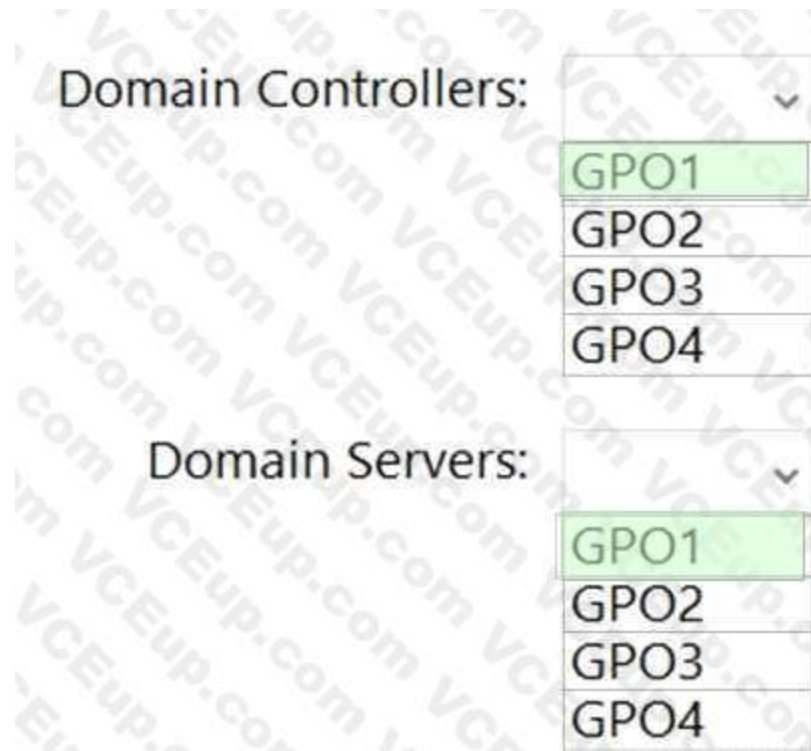 Domain Controllers:
GPO1
GPO2
GPO3
GPO4
Domain Servers:
GPO1
GPO2
GPO3
GPO4